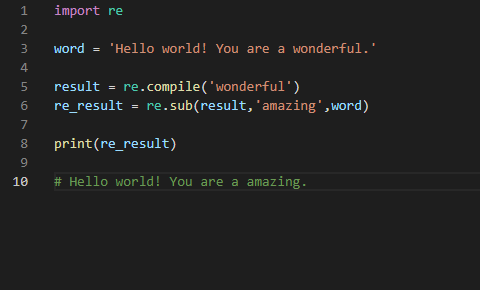 1 import re
2
3 word = 'Hello world! You are a wonderful.'
4
5 result = re.compile('wonderful')
6 re_result = re.sub(result,'amazing',word)
7
8 print(re_result)
9
10 # Hello world! You are a amazing.